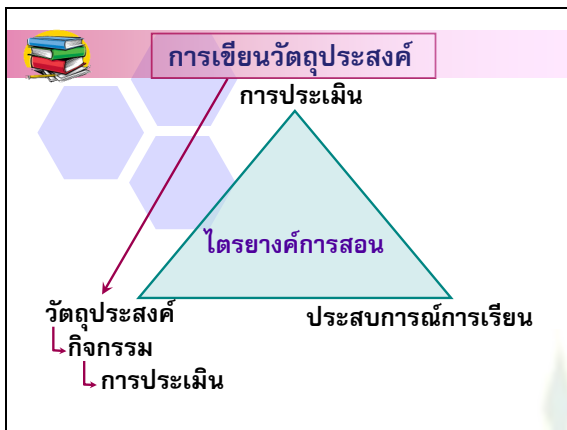 การเขียนวัตถุประสงค์
การประเมิน
ไตรยางค์การสอน
วัตถุประสงค์
ประสบการณ์การเรียน
กิจกรรม
การประเมิน